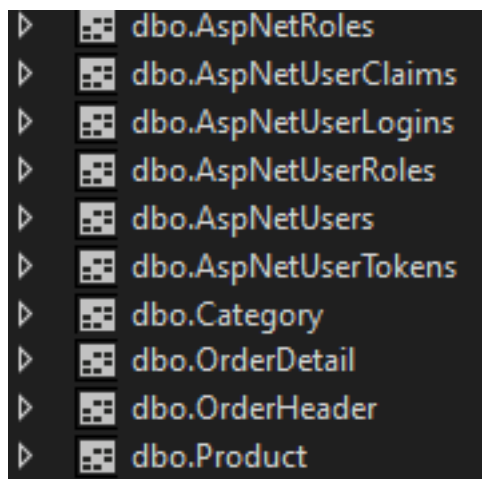 dbo.AspNetRoles
dbo.AspNetUserClaims
dbo.AspNetUserLogins
dbo.AspNetUserRoles
dbo.AspNetUsers
dbo.AspNetUserTokens
dbo.Category
dbo.OrderDetail
dbo.OrderHeader
dbo.Product